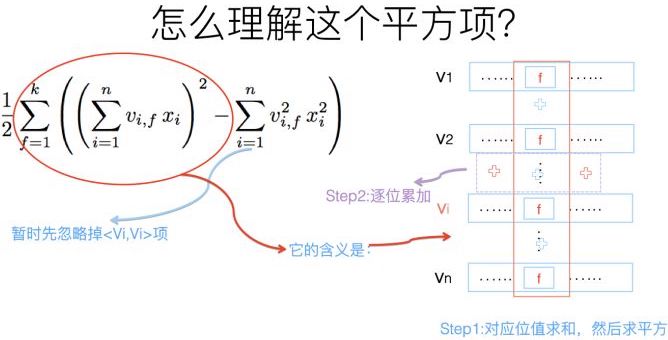 怎么理解这个平方项?
\frac{1}{2}\sum_{f=1}^{k}\left(\left(\sum_{i=1}^{n} v_{i,f}\, x_i\right)^2 - \sum_{i=1}^{n} v_{i,f}^2\, x_i^2\right)
V1 ...... f ......
V2 ...... f ......
Step2:逐位累加
Vi ...... f ......
暂时先忽略掉<Vi,Vi>项
它的含义是:
Vn ...... f ......
Step1:对应位值求和，然后求平方